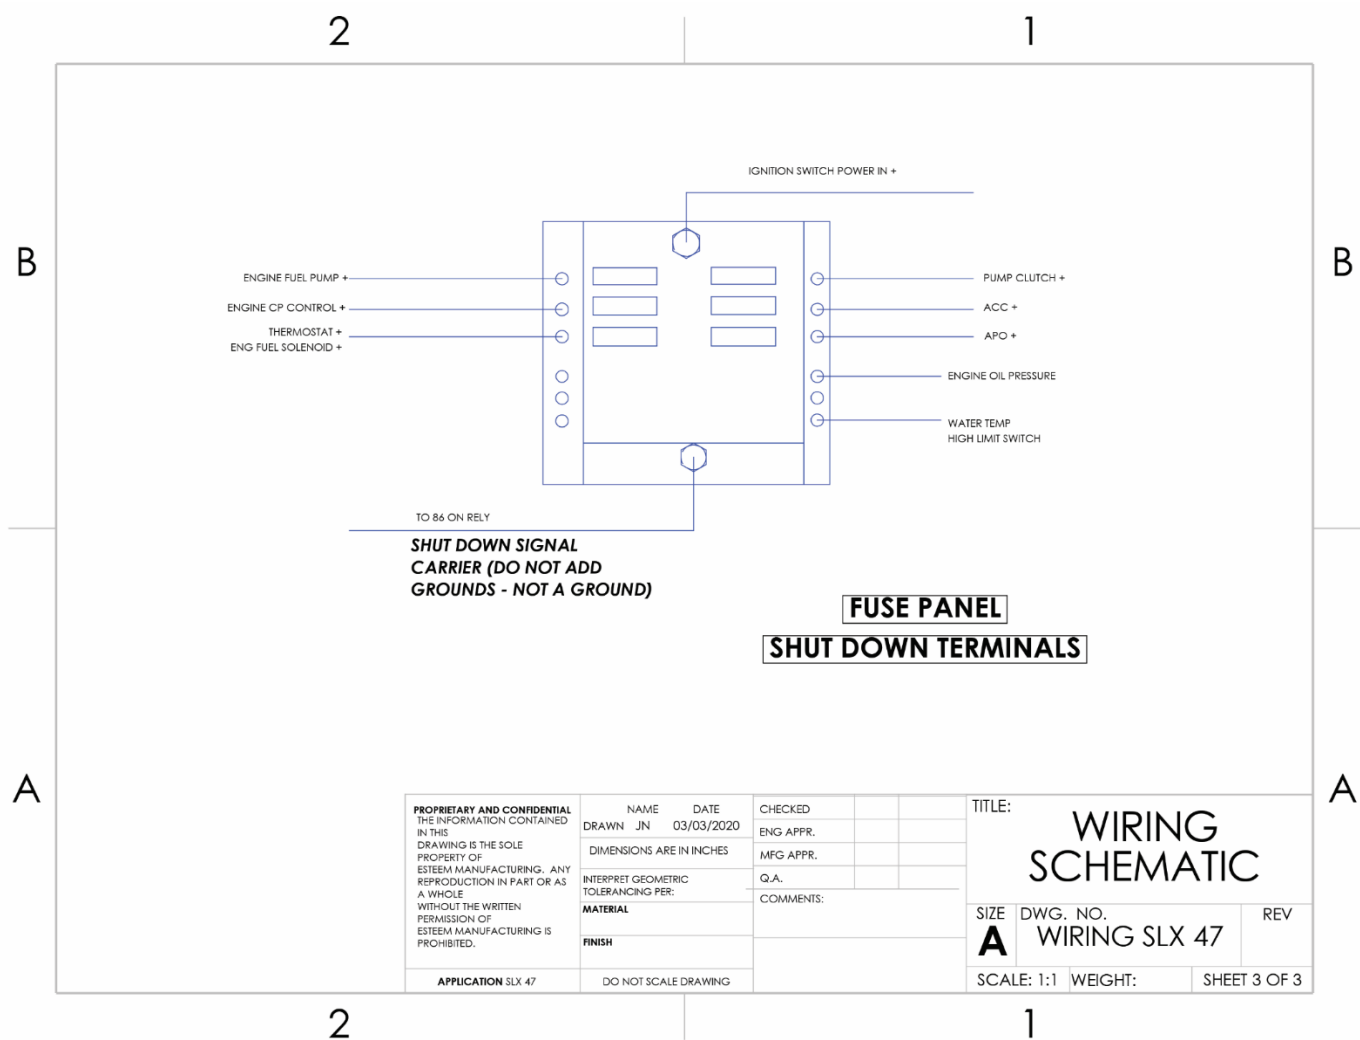 2
1
B
B
IGNITION SWITCH POWER IN +
ENGINE FUEL PUMP +
ENGINE CP CONTROL +
THERMOSTAT +
ENG FUEL SOLENOID +
PUMP CLUTCH +
ACC +
APO +
ENGINE OIL PRESSURE
WATER TEMP
HIGH LIMIT SWITCH
TO 86 ON RELY
SHUT DOWN SIGNAL
CARRIER (DO NOT ADD
GROUNDS - NOT A GROUND)
FUSE PANEL
SHUT DOWN TERMINALS
A
A
PROPRIETARY AND CONFIDENTIAL
THE INFORMATION CONTAINED
IN THIS
DRAWING IS THE SOLE
PROPERTY OF
ESTEEM MANUFACTURING. ANY
REPRODUCTION IN PART OR AS
A WHOLE
WITHOUT THE WRITTEN
PERMISSION OF
ESTEEM MANUFACTURING IS
PROHIBITED.
APPLICATION SLX 47
NAME DATE
DRAWN JN 03/03/2020
DIMENSIONS ARE IN INCHES
INTERPRET GEOMETRIC
TOLERANCING PER:
MATERIAL
FINISH
DO NOT SCALE DRAWING
CHECKED
ENG APPR.
MFG APPR.
Q.A.
COMMENTS:
TITLE:
WIRING
SCHEMATIC
SIZE
A
DWG. NO.
WIRING SLX 47
REV
SCALE: 1:1
WEIGHT:
SHEET 3 OF 3
2
1